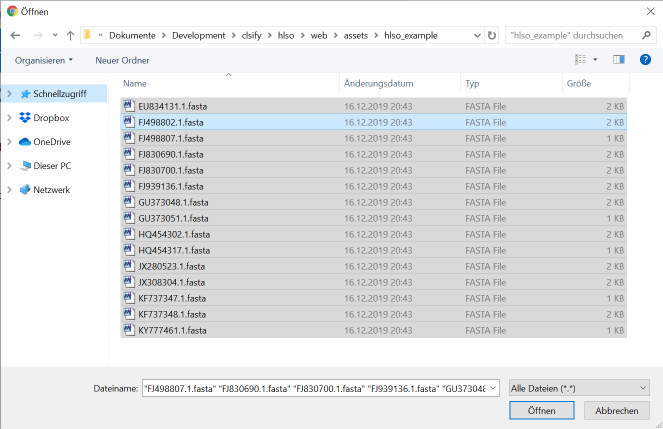 Öffnen
« Dokumente › Development › clsify › hlso › web › assets › hlso_example
"hlso_example" durchsuchen
Organisieren Neuer Ordner
Name Änderungsdatum Typ Größe
Schnellzugriff
Dropbox
OneDrive
Dieser PC
Netzwerk
EU834131.1.fasta 16.12.2019 20:43 FASTA File 2 KB
FJ498802.1.fasta 16.12.2019 20:43 FASTA File 2 KB
FJ498807.1.fasta 16.12.2019 20:43 FASTA File 1 KB
FJ830690.1.fasta 16.12.2019 20:43 FASTA File 2 KB
FJ830700.1.fasta 16.12.2019 20:43 FASTA File 2 KB
FJ939136.1.fasta 16.12.2019 20:43 FASTA File 2 KB
GU373048.1.fasta 16.12.2019 20:43 FASTA File 2 KB
GU373051.1.fasta 16.12.2019 20:43 FASTA File 1 KB
HQ454302.1.fasta 16.12.2019 20:43 FASTA File 2 KB
HQ454317.1.fasta 16.12.2019 20:43 FASTA File 1 KB
JX280523.1.fasta 16.12.2019 20:43 FASTA File 2 KB
JX308304.1.fasta 16.12.2019 20:43 FASTA File 2 KB
KF737347.1.fasta 16.12.2019 20:43 FASTA File 1 KB
KF737348.1.fasta 16.12.2019 20:43 FASTA File 2 KB
KY777461.1.fasta 16.12.2019 20:43 FASTA File 1 KB
Dateiname: "FJ498807.1.fasta" "FJ830690.1.fasta" "FJ830700.1.fasta" "FJ939136.1.fasta" "GU373048 Alle Dateien (*.*)
Öffnen Abbrechen